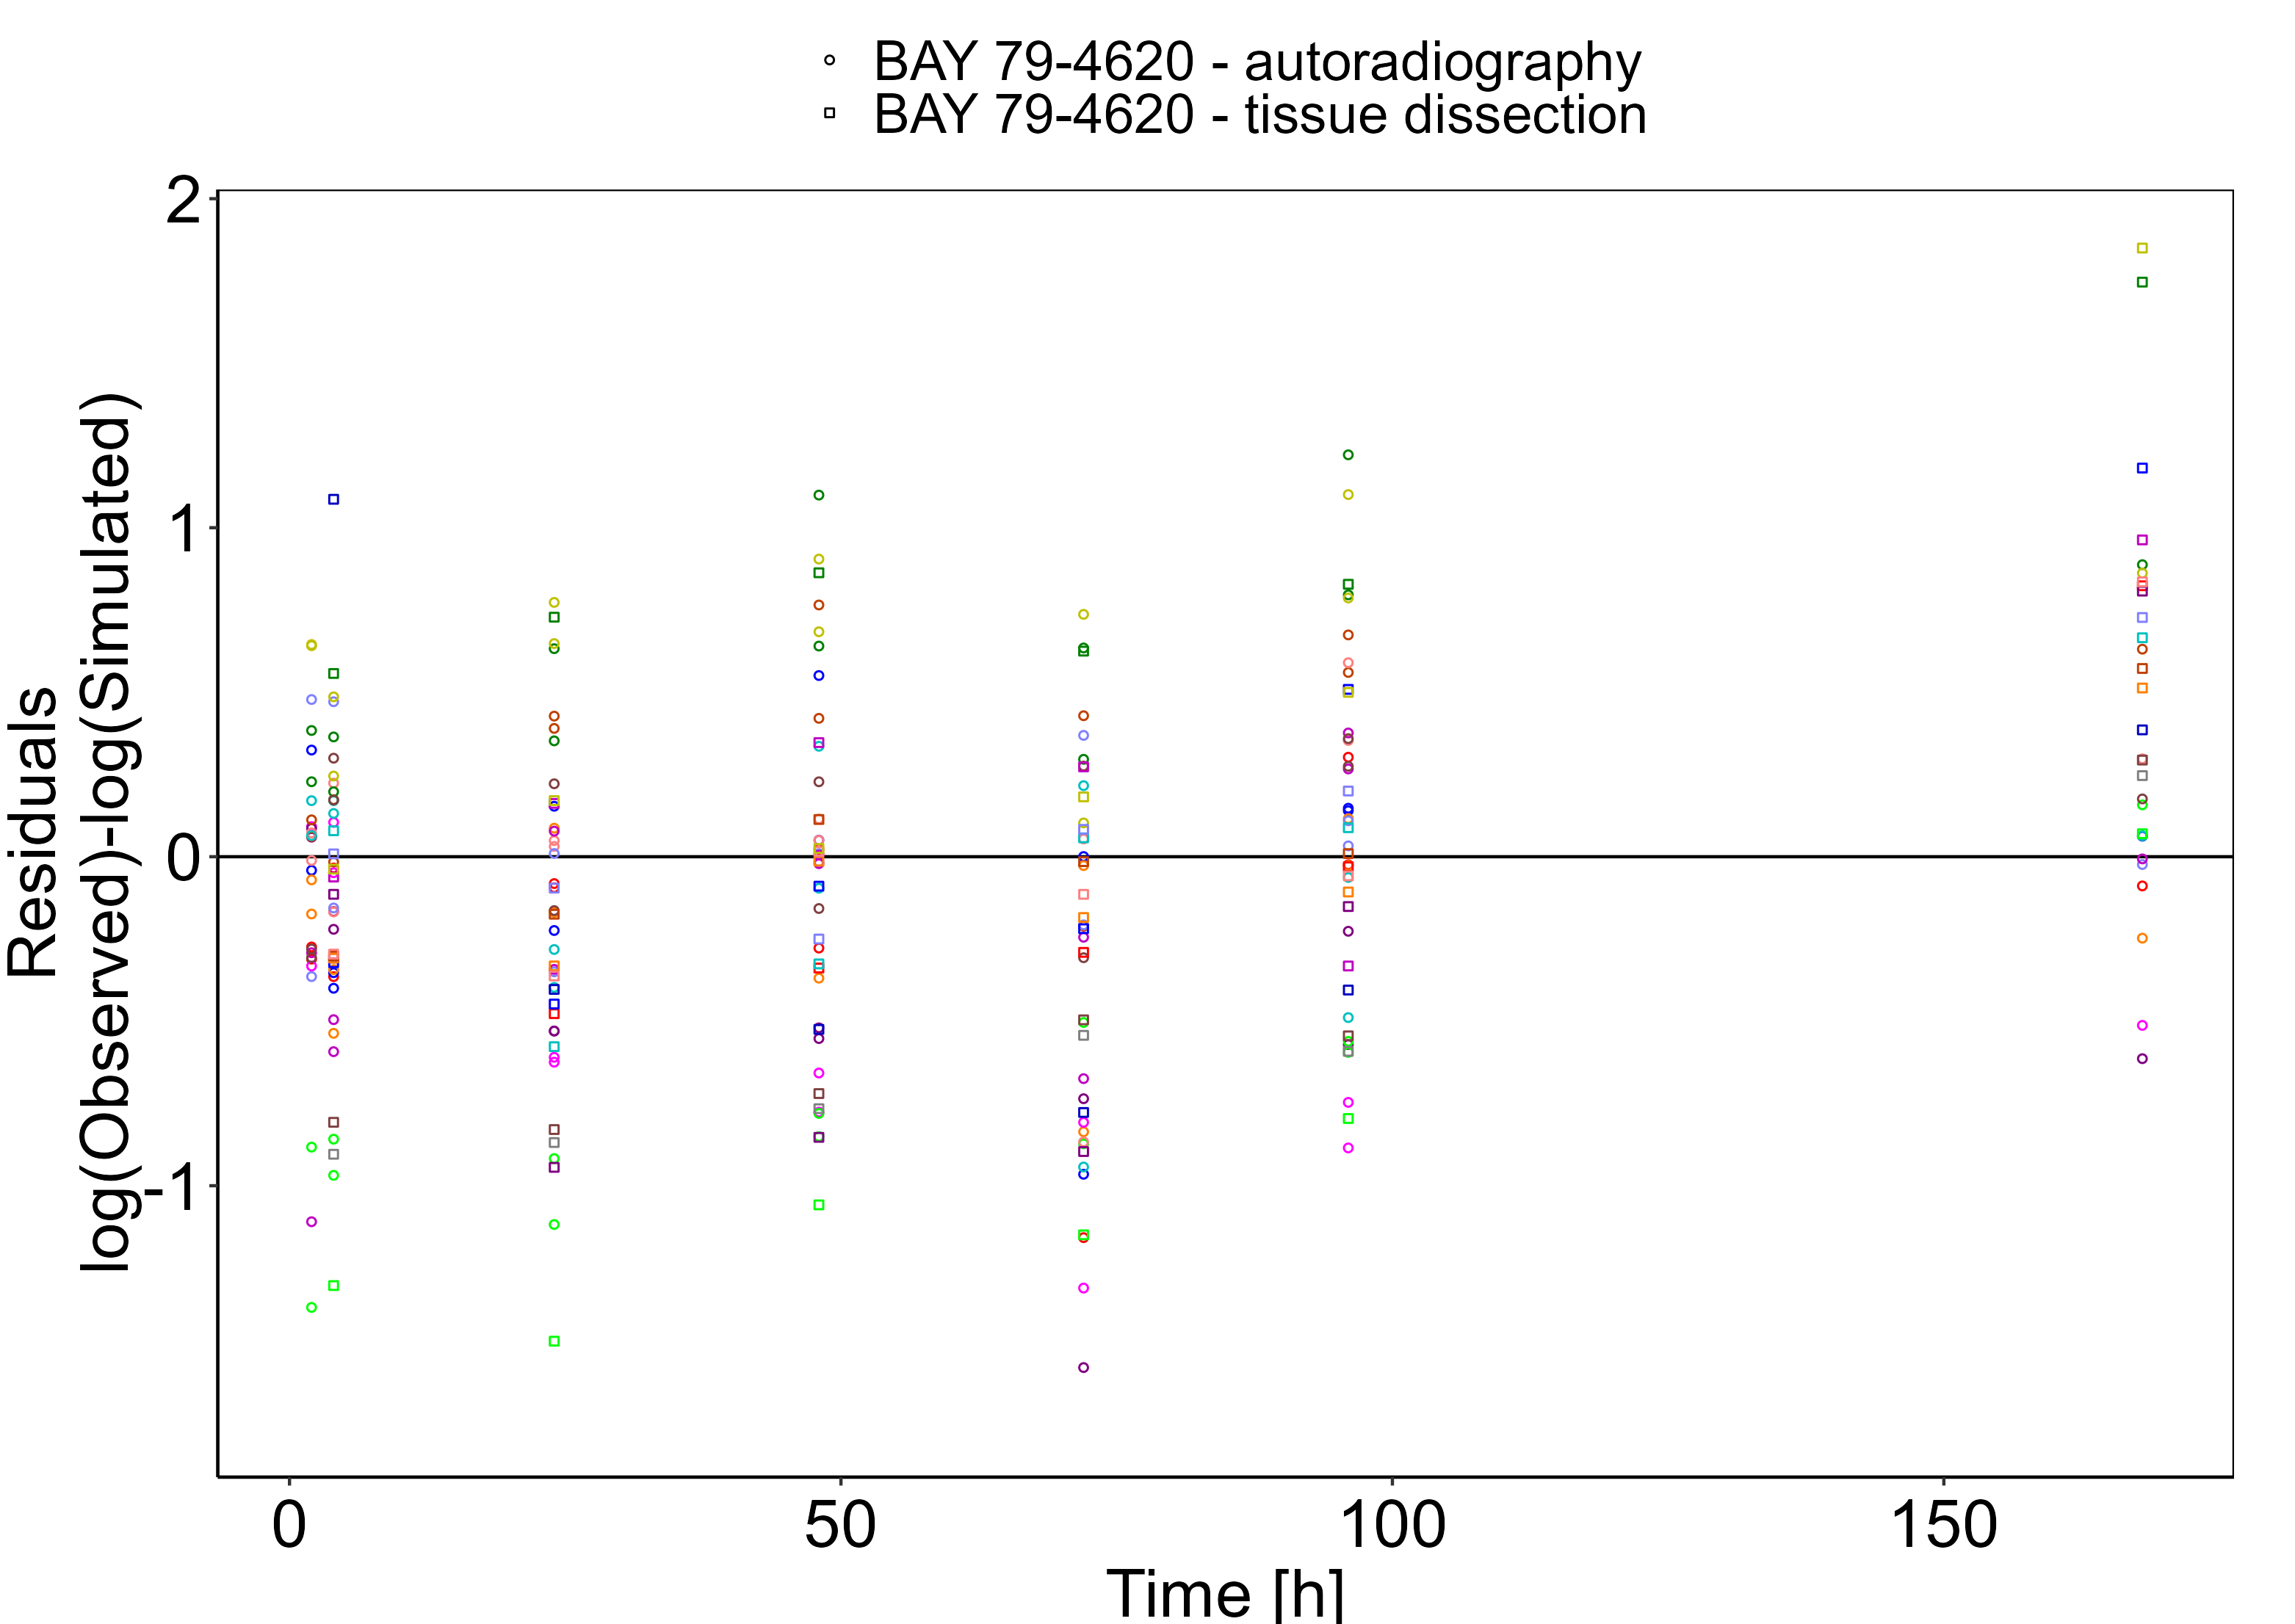 BAY 79-4620 - autoradiography
BAY 79-4620 - tissue dissection
Residuals
log(Observed)-log(Simulated)
2
1
0
-1
0 50 100 150
Time [h]